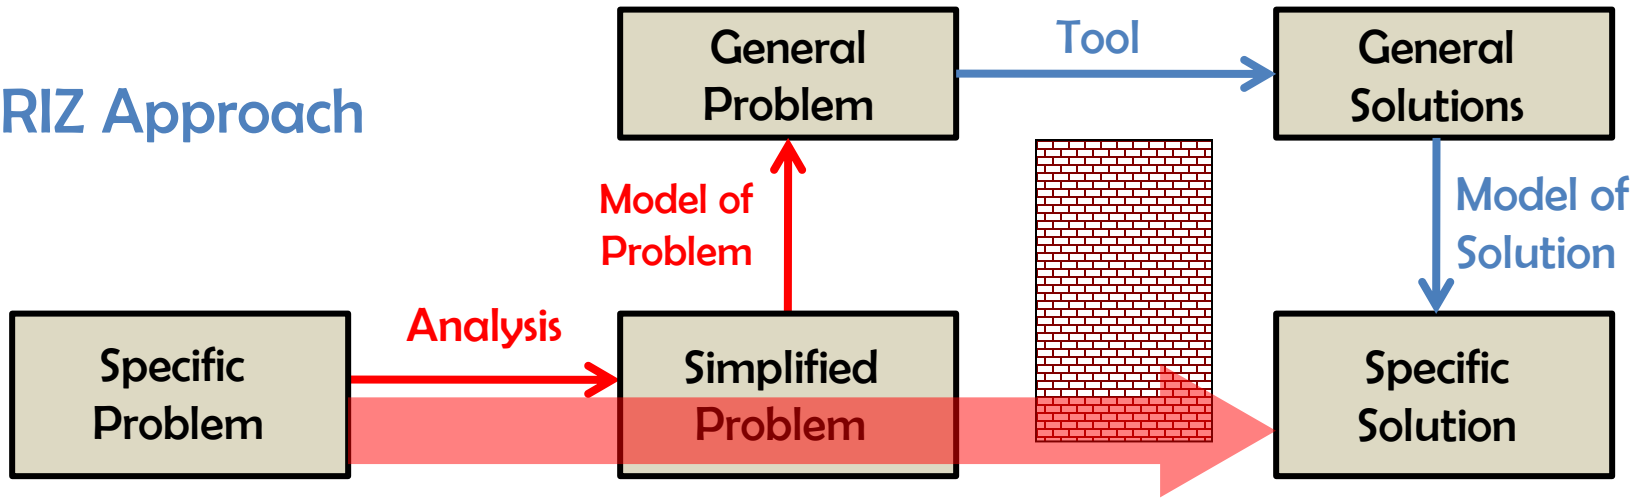 RIZ Approach
General
Problem
Tool
General
Solutions
Model of
Problem
Model of
Solution
Specific
Problem
Analysis
Simplified
Problem
Specific
Solution